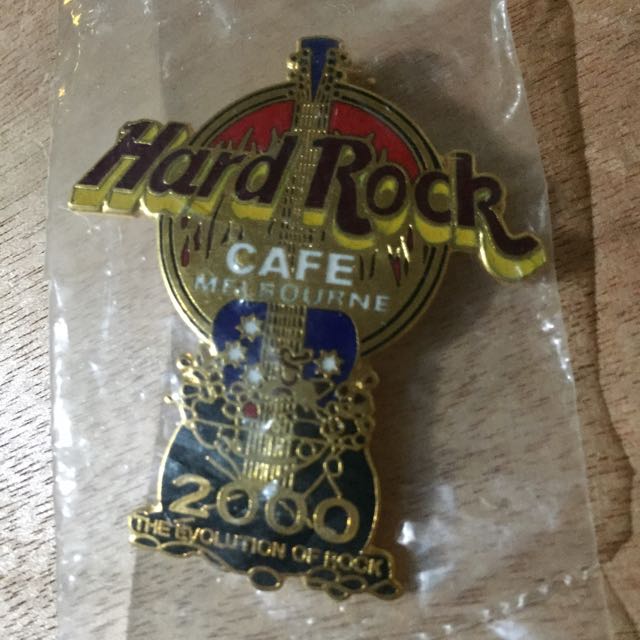 Hard Rock
CAFE
MELBOURNE
2000
THE EVOLUTION OF ROCK